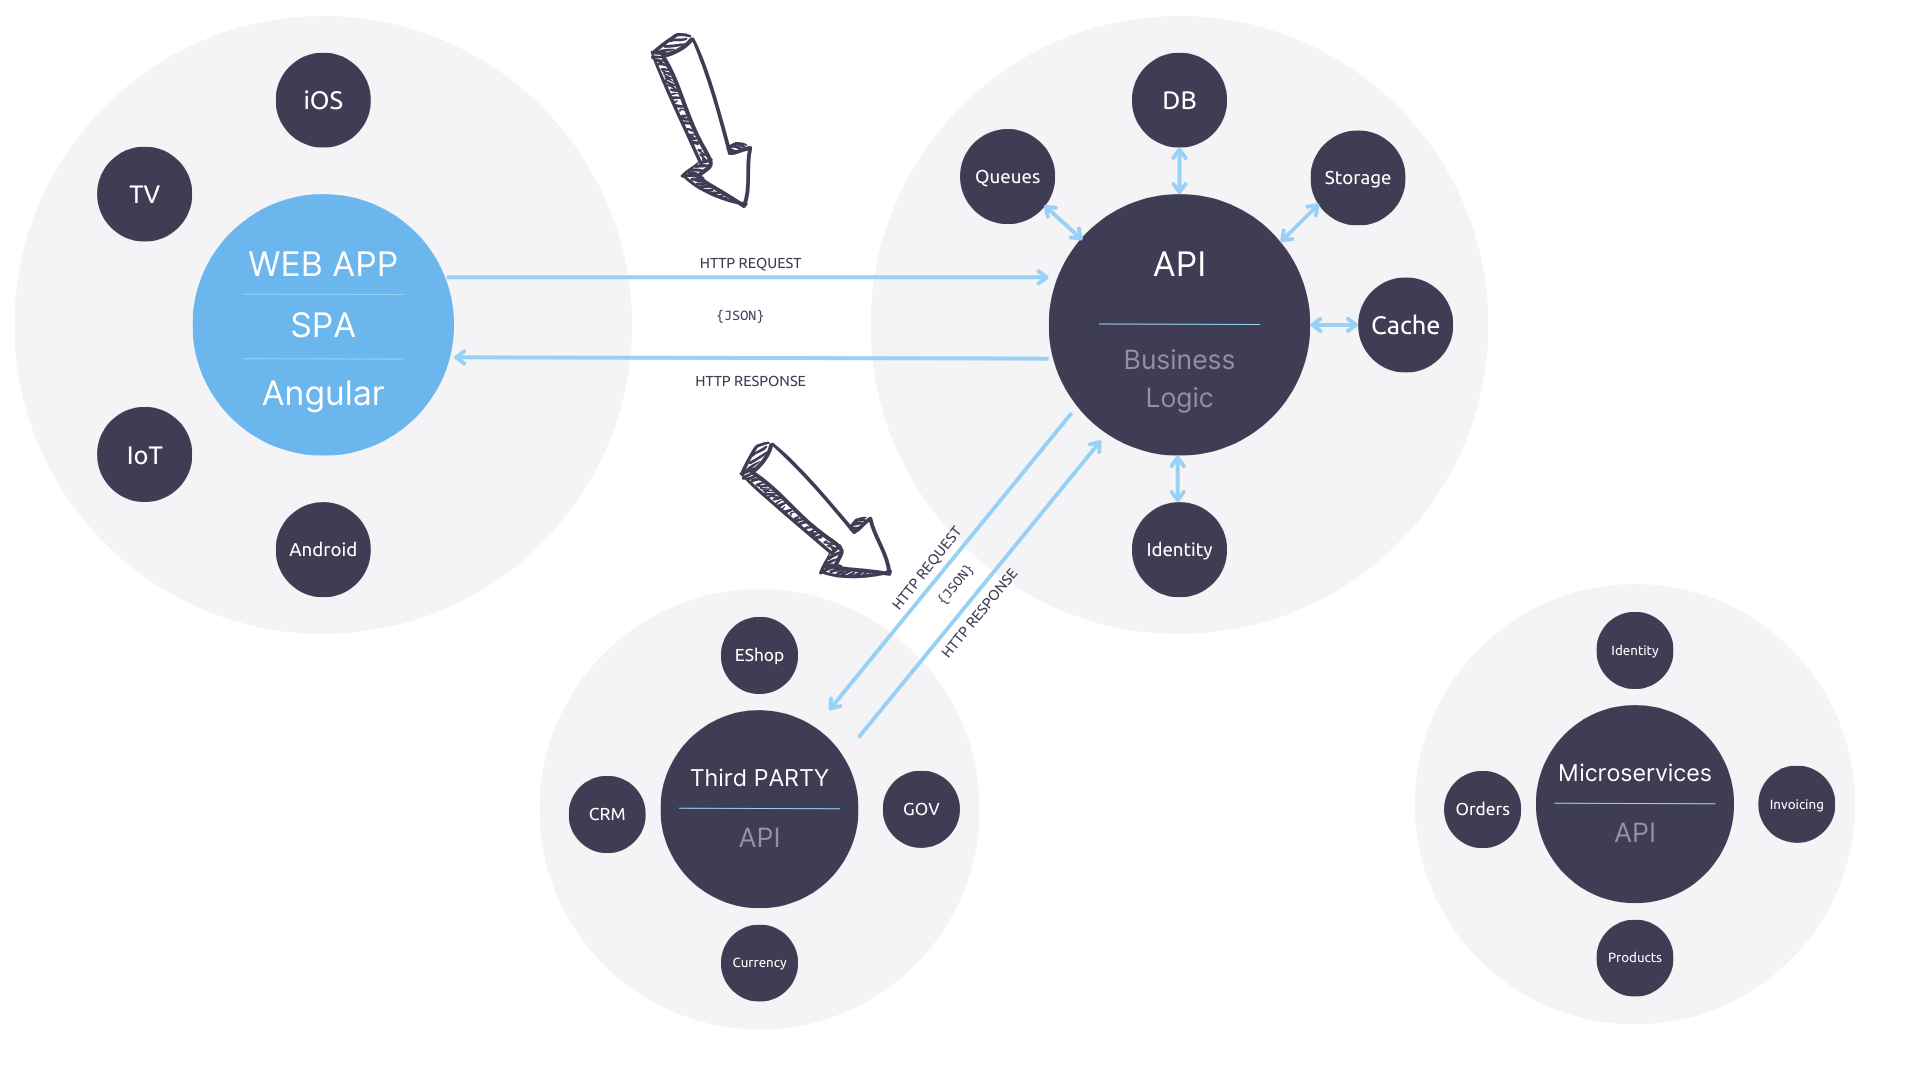 iOS
TV
WEB APP
SPA
Angular
IoT
Android
HTTP REQUEST
{JSON}
HTTP RESPONSE
DB
Queues
Storage
API
Business
Logic
Cache
Identity
HTTP REQUEST
{JSON}
HTTP RESPONSE
EShop
Third PARTY
API
CRM
GOV
Currency
Identity
Microservices
API
Orders
Invoicing
Products